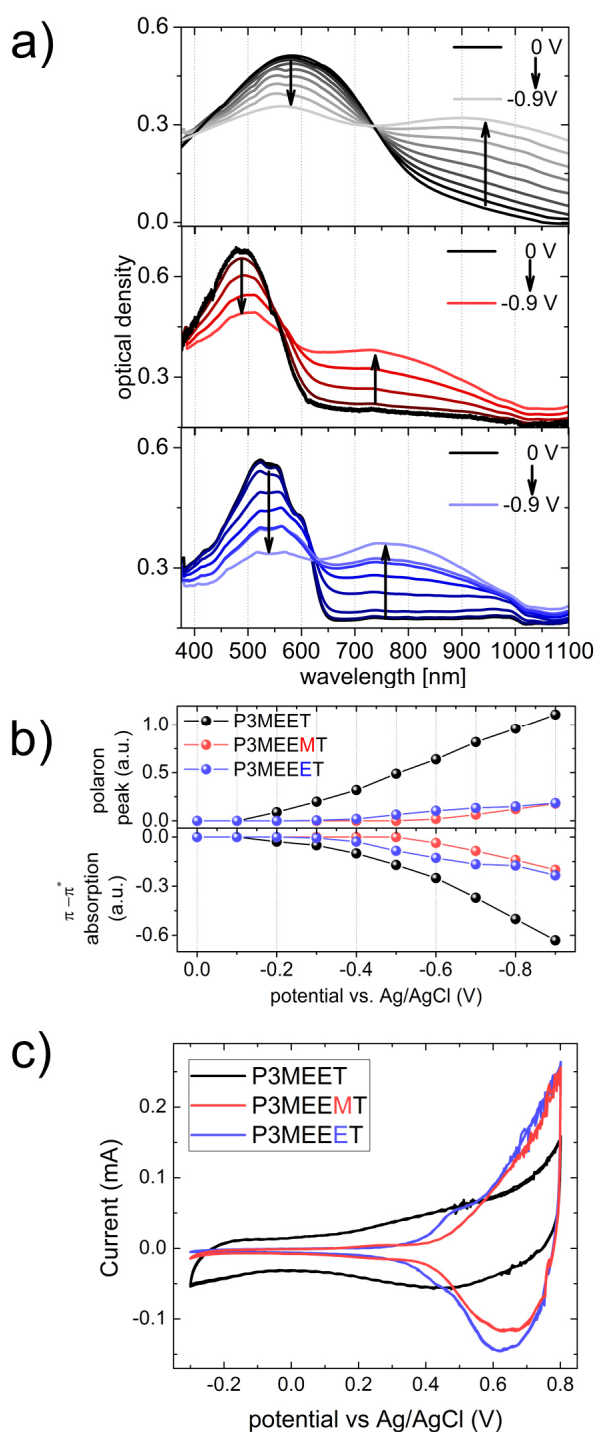 a)
0.6
0.3
0.0
0 V
-0.9V
0.6
0.3
0 V
-0.9 V
optical density
0.6
0.3
0 V
-0.9V
400 500 600 700 800 900 1000 1100
wavelength [nm]
b)
1.0
0.5
0.0
polaron
peak (a.u.)
P3MEET
P3MEEMT
P3MEEET
0.0
-0.3
-0.6
π-π*
absorption
(a.u.)
0.0 -0.2 -0.4 -0.6 -0.8
potential vs. Ag/AgCl (V)
c)
P3MEET
P3MEEMT
P3MEEET
0.2
0.1
0.0
-0.1
Current (mA)
-0.2 0.0 0.2 0.4 0.6 0.8
potential vs Ag/AgCl (V)